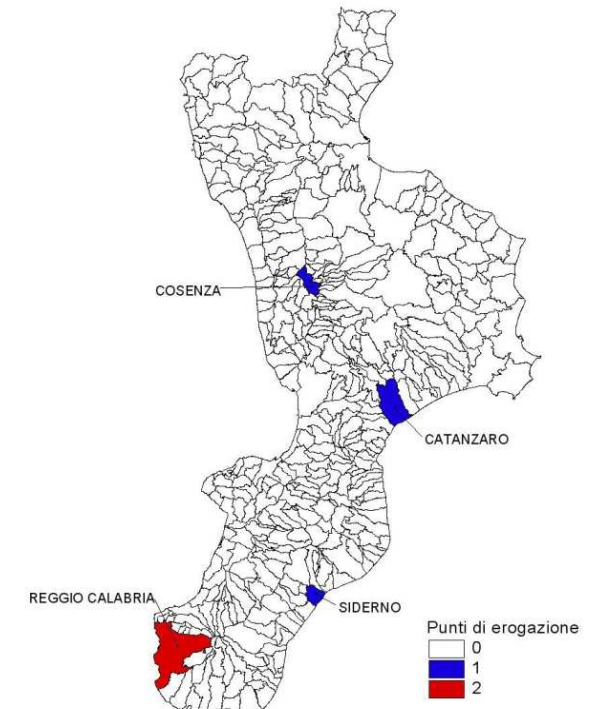 COSENZA
CATANZARO
REGGIO CALABRIA
SIDERNO
Punti di erogazione
0
1
2